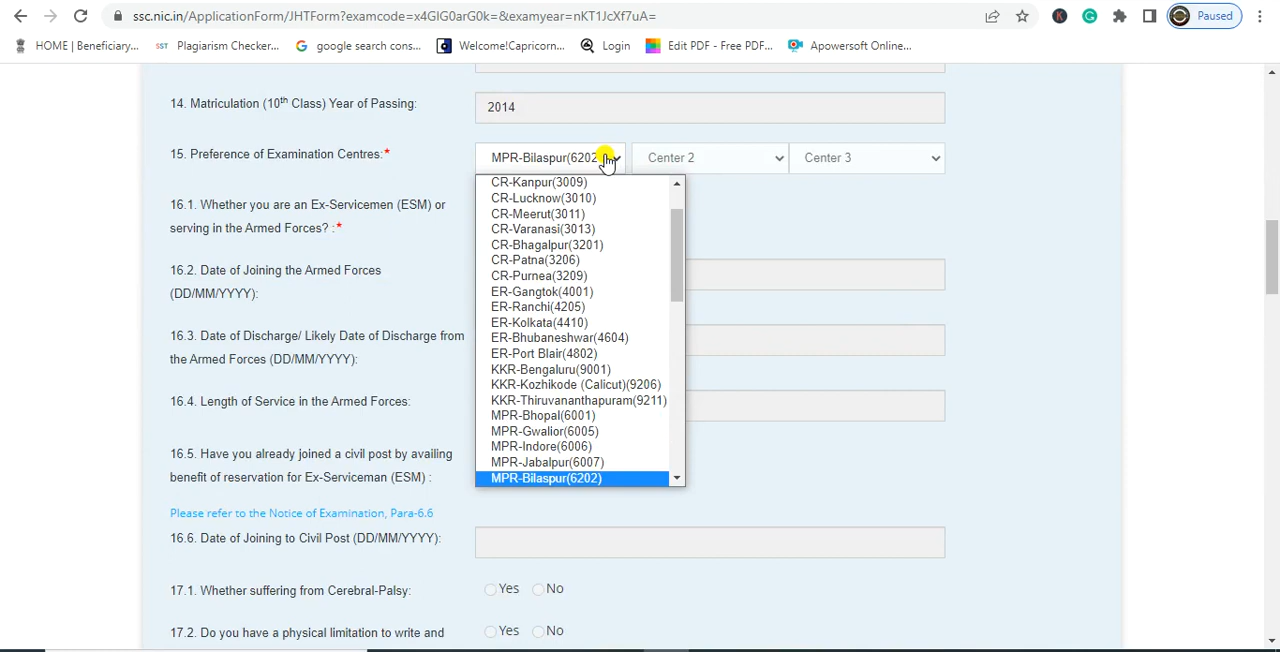 ssc.nic.in/ApplicationForm/JHTForm?examcode=x4GIG0arG0k=&examyear=nKT1JcXf7uA=
K
G
Paused
HOME | Beneficiary...
SST
Plagiarism Checker...
google search cons...
Welcome!Capricorn...
Login
Edit PDF - Free PDF...
Apowersoft Online...
14. Matriculation (10th Class) Year of Passing:
2014
15. Preference of Examination Centres:*
MPR-Bilaspur(6202
Center 2
Center 3
CR-Kanpur(3009)
CR-Lucknow(3010)
CR-Meerut(3011)
CR-Varanasi(3013)
CR-Bhagalpur(3201)
CR-Patna(3206)
CR-Purnea(3209)
ER-Gangtok(4001)
ER-Ranchi(4205)
ER-Kolkata(4410)
ER-Bhubaneshwar(4604)
ER-Port Blair(4802)
KKR-Bengaluru(9001)
KKR-Kozhikode (Calicut)(9206)
KKR-Thiruvananthapuram(9211)
MPR-Bhopal(6001)
MPR-Gwalior(6005)
MPR-Indore(6006)
MPR-Jabalpur(6007)
MPR-Bilaspur(6202)
16.1. Whether you are an Ex-Servicemen (ESM) or
serving in the Armed Forces? :*
16.2. Date of Joining the Armed Forces
(DD/MM/YYYY):
16.3. Date of Discharge/ Likely Date of Discharge from
the Armed Forces (DD/MM/YYYY):
16.4. Length of Service in the Armed Forces:
16.5. Have you already joined a civil post by availing
benefit of reservation for Ex-Serviceman (ESM) :
Please refer to the Notice of Examination, Para-6.6
16.6. Date of Joining to Civil Post (DD/MM/YYYY):
17.1. Whether suffering from Cerebral-Palsy:
Yes No
17.2. Do you have a physical limitation to write and
Yes No